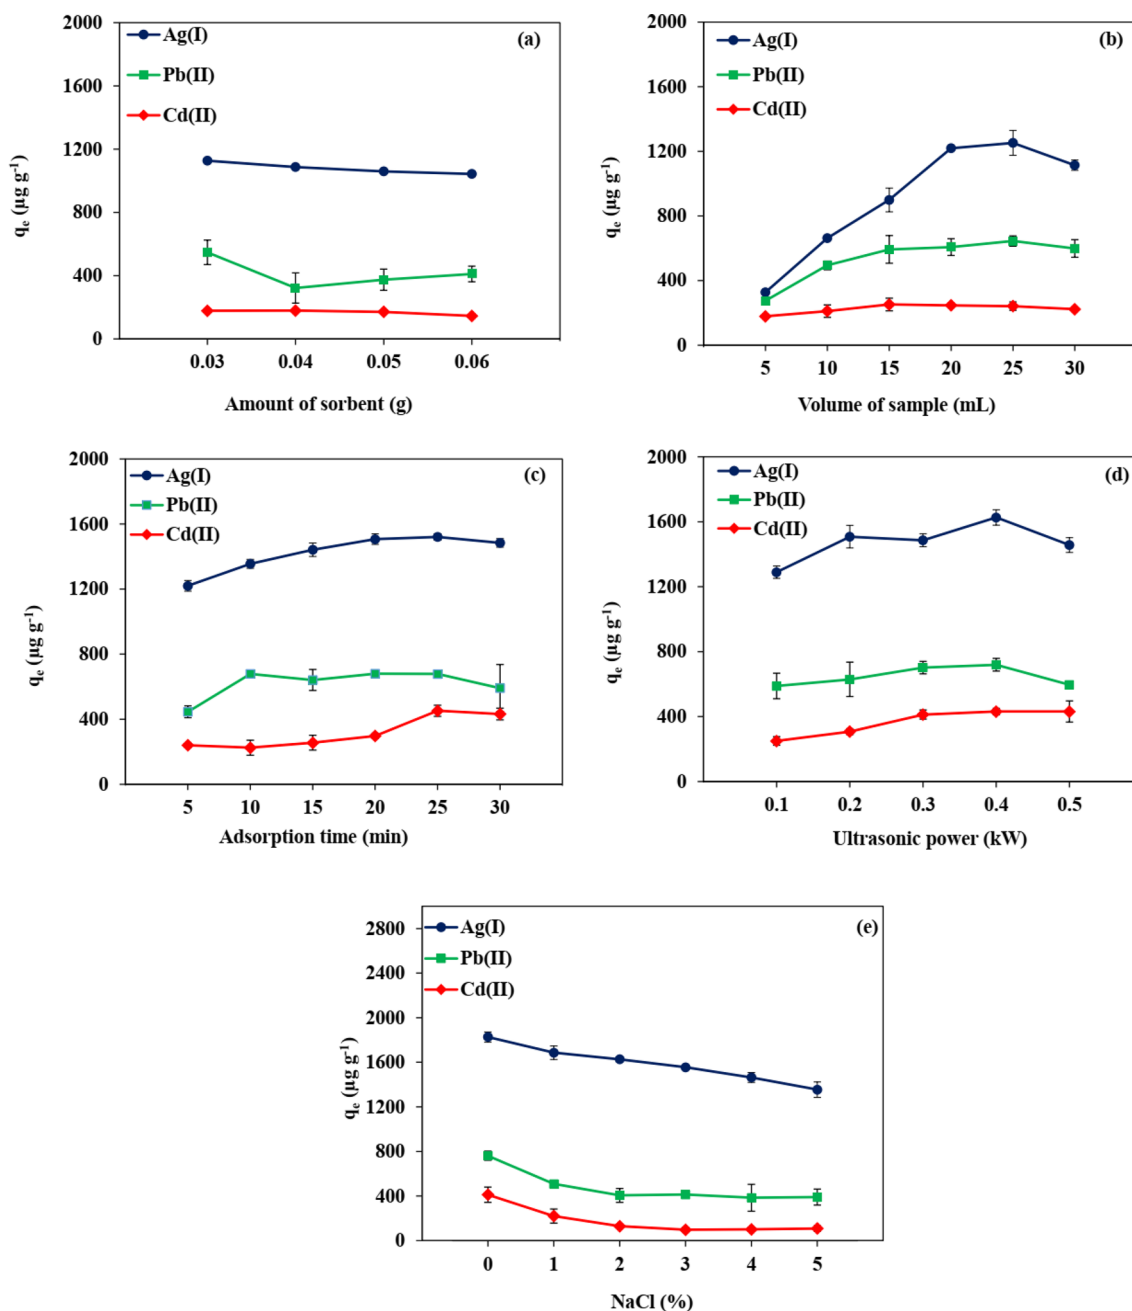 2000
1600
1200
800
400
0
Ag(I)
Pb(II)
Cd(II)
(a)
qₑ (µg g⁻¹)
0.03 0.04 0.05 0.06
Amount of sorbent (g)
2000
1600
1200
800
400
0
Ag(I)
Pb(II)
Cd(II)
(b)
qₑ (µg g⁻¹)
5 10 15 20 25 30
Volume of sample (mL)
2000
1600
1200
800
400
0
Ag(I)
Pb(II)
Cd(II)
(c)
qₑ (µg g⁻¹)
5 10 15 20 25 30
Adsorption time (min)
2000
1600
1200
800
400
0
Ag(I)
Pb(II)
Cd(II)
(d)
qₑ (µg g⁻¹)
0.1 0.2 0.3 0.4 0.5
Ultrasonic power (kW)
2800
2400
2000
1600
1200
800
400
0
Ag(I)
Pb(II)
Cd(II)
(e)
qₑ (µg g⁻¹)
0 1 2 3 4 5
NaCl (%)